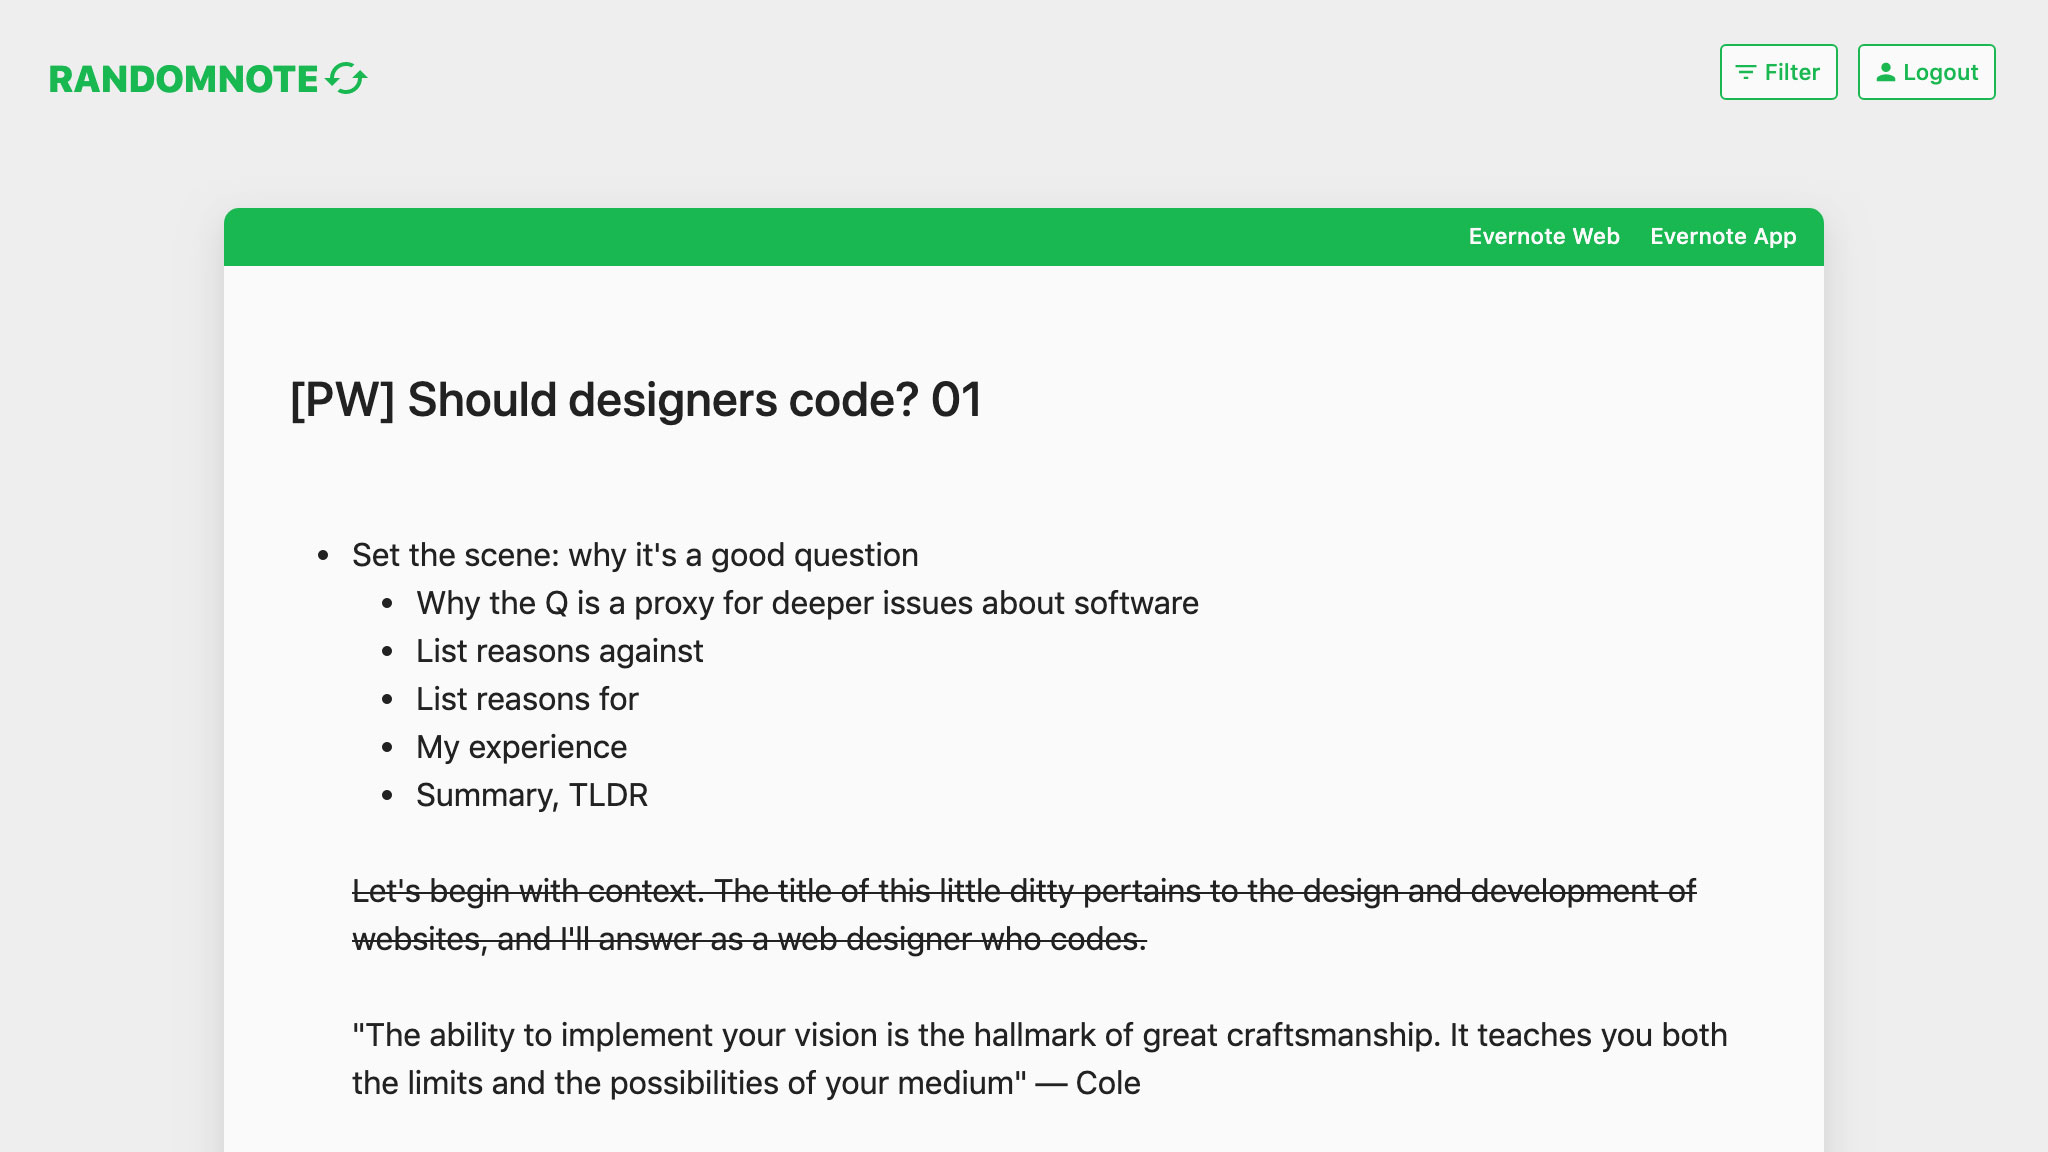 RANDOMNOTE
Filter
Logout
Evernote Web
Evernote App
[PW] Should designers code? 01
Set the scene: why it's a good question
Why the Q is a proxy for deeper issues about software
List reasons against
List reasons for
My experience
Summary, TLDR
Let's begin with context. The title of this little ditty pertains to the design and development of
websites, and I'll answer as a web designer who codes.
"The ability to implement your vision is the hallmark of great craftsmanship. It teaches you both
the limits and the possibilities of your medium" — Cole